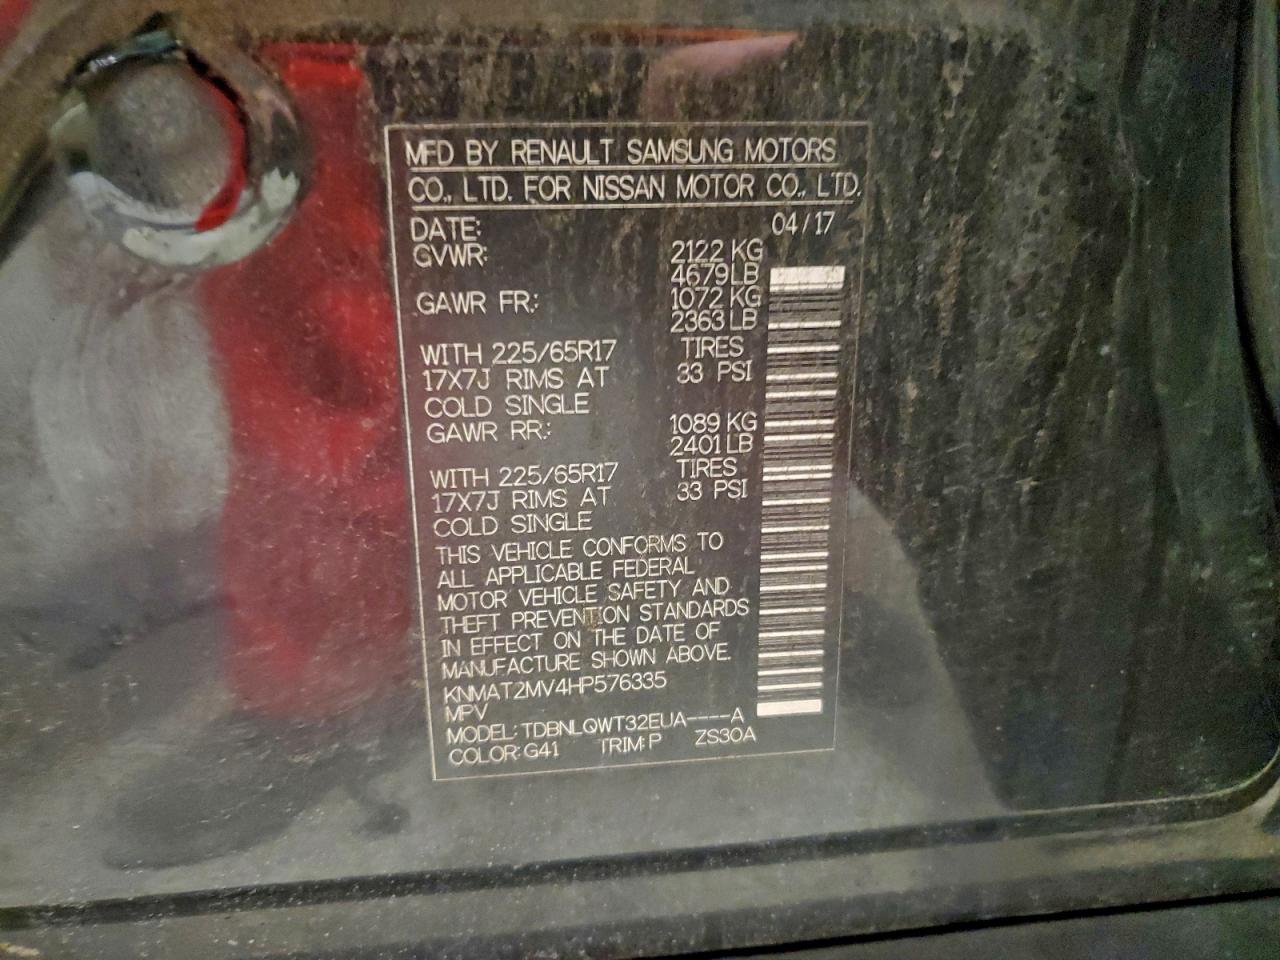 MFD BY RENAULT SAMSUNG MOTORS
CO., LTD. FOR NISSAN MOTOR CO., LTD.
DATE: 04/17
GVWR: 2122 KG
4679LB
GAWR FR: 1072 KG
2363 LB
WITH 225/65R17 TIRES
17X7J RIMS AT 33 PSI
COLD SINGLE
GAWR RR: 1089 KG
2401 LB
WITH 225/65R17 TIRES
17X7J RIMS AT 33 PSI
COLD SINGLE
THIS VEHICLE CONFORMS TO
ALL APPLICABLE FEDERAL
MOTOR VEHICLE SAFETY AND
THEFT PREVENTION STANDARDS
IN EFFECT ON THE DATE OF
MANUFACTURE SHOWN ABOVE.
KNMAT2MV4HP576335
MPV
MODEL: TDBNLQWT32EUA----A
COLOR: G41 TRIM: P ZS30A